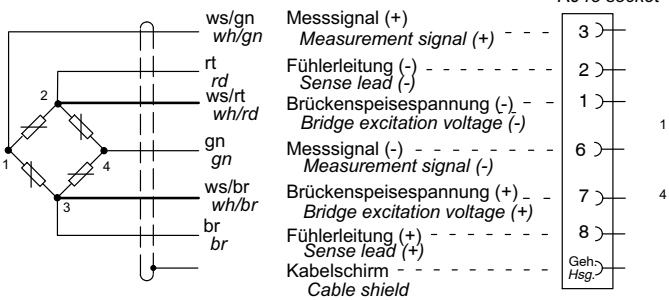 ws/gn Messsignal (+)
wh/gn Measurement signal (+) 3
rt Fühlerleitung (-) 2
rd Sense lead (-)
ws/rt Brückenspeisespannung (-) 1
wh/rd Bridge excitation voltage (-)
gn Messsignal (-) 6
gn Measurement signal (-)
ws/br Brückenspeisespannung (+) 7
wh/br Bridge excitation voltage (+)
br Fühlerleitung (+) 8
br Sense lead (+)
Kabelschirm Geh.
Cable shield Hsg.
2
1
4
3
1
4